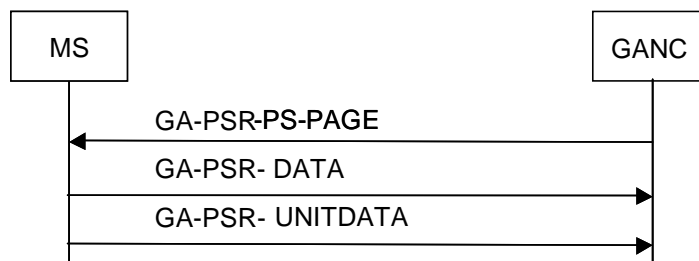 MS
GANC
GA-PSR-PS-PAGE
GA-PSR- DATA
GA-PSR- UNITDATA